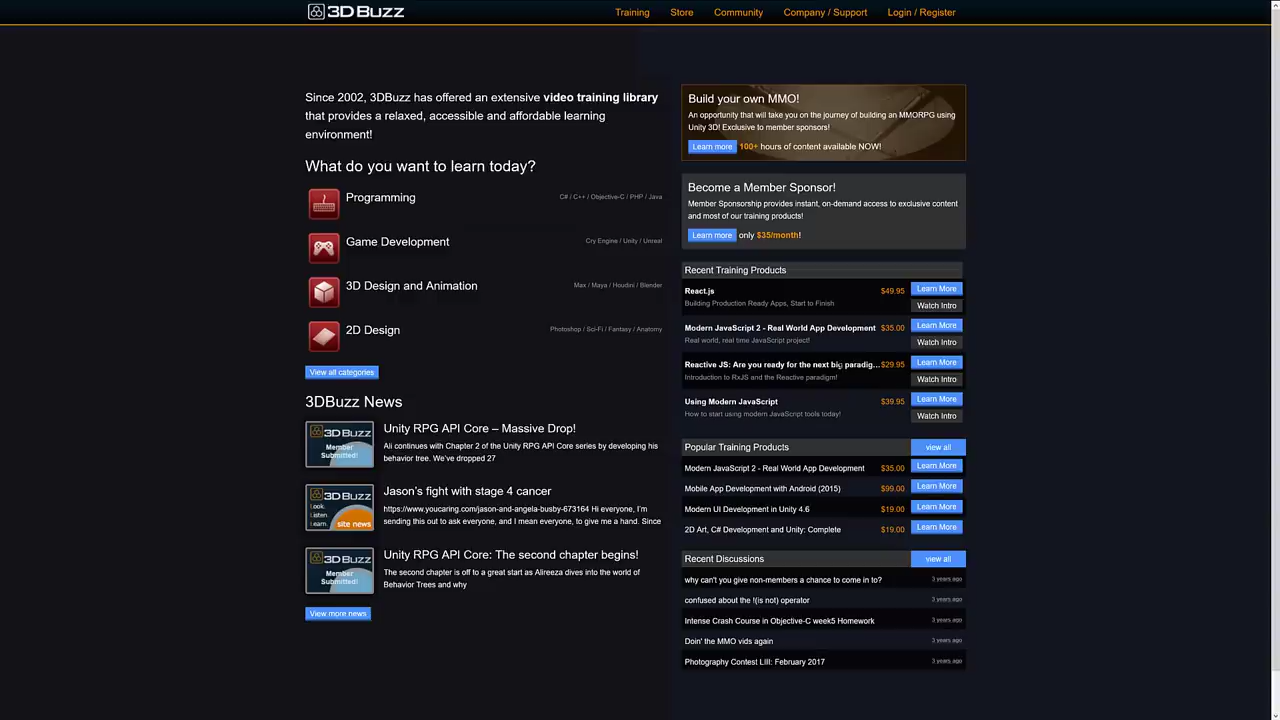 3DBuzz
Training
Store
Community
Company / Support
Login / Register
Since 2002, 3DBuzz has offered an extensive video training library
that provides a relaxed, accessible and affordable learning
environment!
What do you want to learn today?
Programming
C# / C++ / Objective-C / PHP / Java
Game Development
Cry Engine / Unity / Unreal
3D Design and Animation
Max / Maya / Houdini / Blender
2D Design
Photoshop / Sci-Fi / Fantasy / Anatomy
View all categories
3DBuzz News
3DBuzz
Member
Submitted!
Unity RPG API Core – Massive Drop!
Ali continues with Chapter 2 of the Unity RPG API Core series by developing his
behavior tree. We've dropped 27
3DBuzz
Look.
Listen
Learn.
site news
Jason's fight with stage 4 cancer
https://www.youcaring.com/jason-and-angela-busby-673164 Hi everyone, I'm
sending this out to ask everyone, and I mean everyone, to give me a hand. Since
3DBuzz
Member
Submitted!
Unity RPG API Core: The second chapter begins!
The second chapter is off to a great start as Alireeza dives into the world of
Behavior Trees and why
View more news
Build your own MMO!
An opportunity that will take you on the journey of building an MMORPG using
Unity 3D! Exclusive to member sponsors!
Learn more 100+ hours of content available NOW!
Become a Member Sponsor!
Member Sponsorship provides instant, on-demand access to exclusive content
and most of our training products!
Learn more only $35/month!
Recent Training Products
React.js $49.95 Learn More
Building Production Ready Apps, Start to Finish Watch Intro
Modern JavaScript 2 - Real World App Development $35.00 Learn More
Real world, real time JavaScript project! Watch Intro
Reactive JS: Are you ready for the next big paradig... $29.95 Learn More
Introduction to RxJS and the Reactive paradigm! Watch Intro
Using Modern JavaScript $39.95 Learn More
How to start using modern JavaScript tools today! Watch Intro
Popular Training Products view all
Modern JavaScript 2 - Real World App Development $35.00 Learn More
Mobile App Development with Android (2015) $99.00 Learn More
Modern UI Development in Unity 4.6 $19.00 Learn More
2D Art, C# Development and Unity: Complete $19.00 Learn More
Recent Discussions view all
why can't you give non-members a chance to come in to? 3 years ago
confused about the !(is not) operator 3 years ago
Intense Crash Course in Objective-C week5 Homework 3 years ago
Doin' the MMO vids again 3 years ago
Photography Contest LIII: February 2017 3 years ago